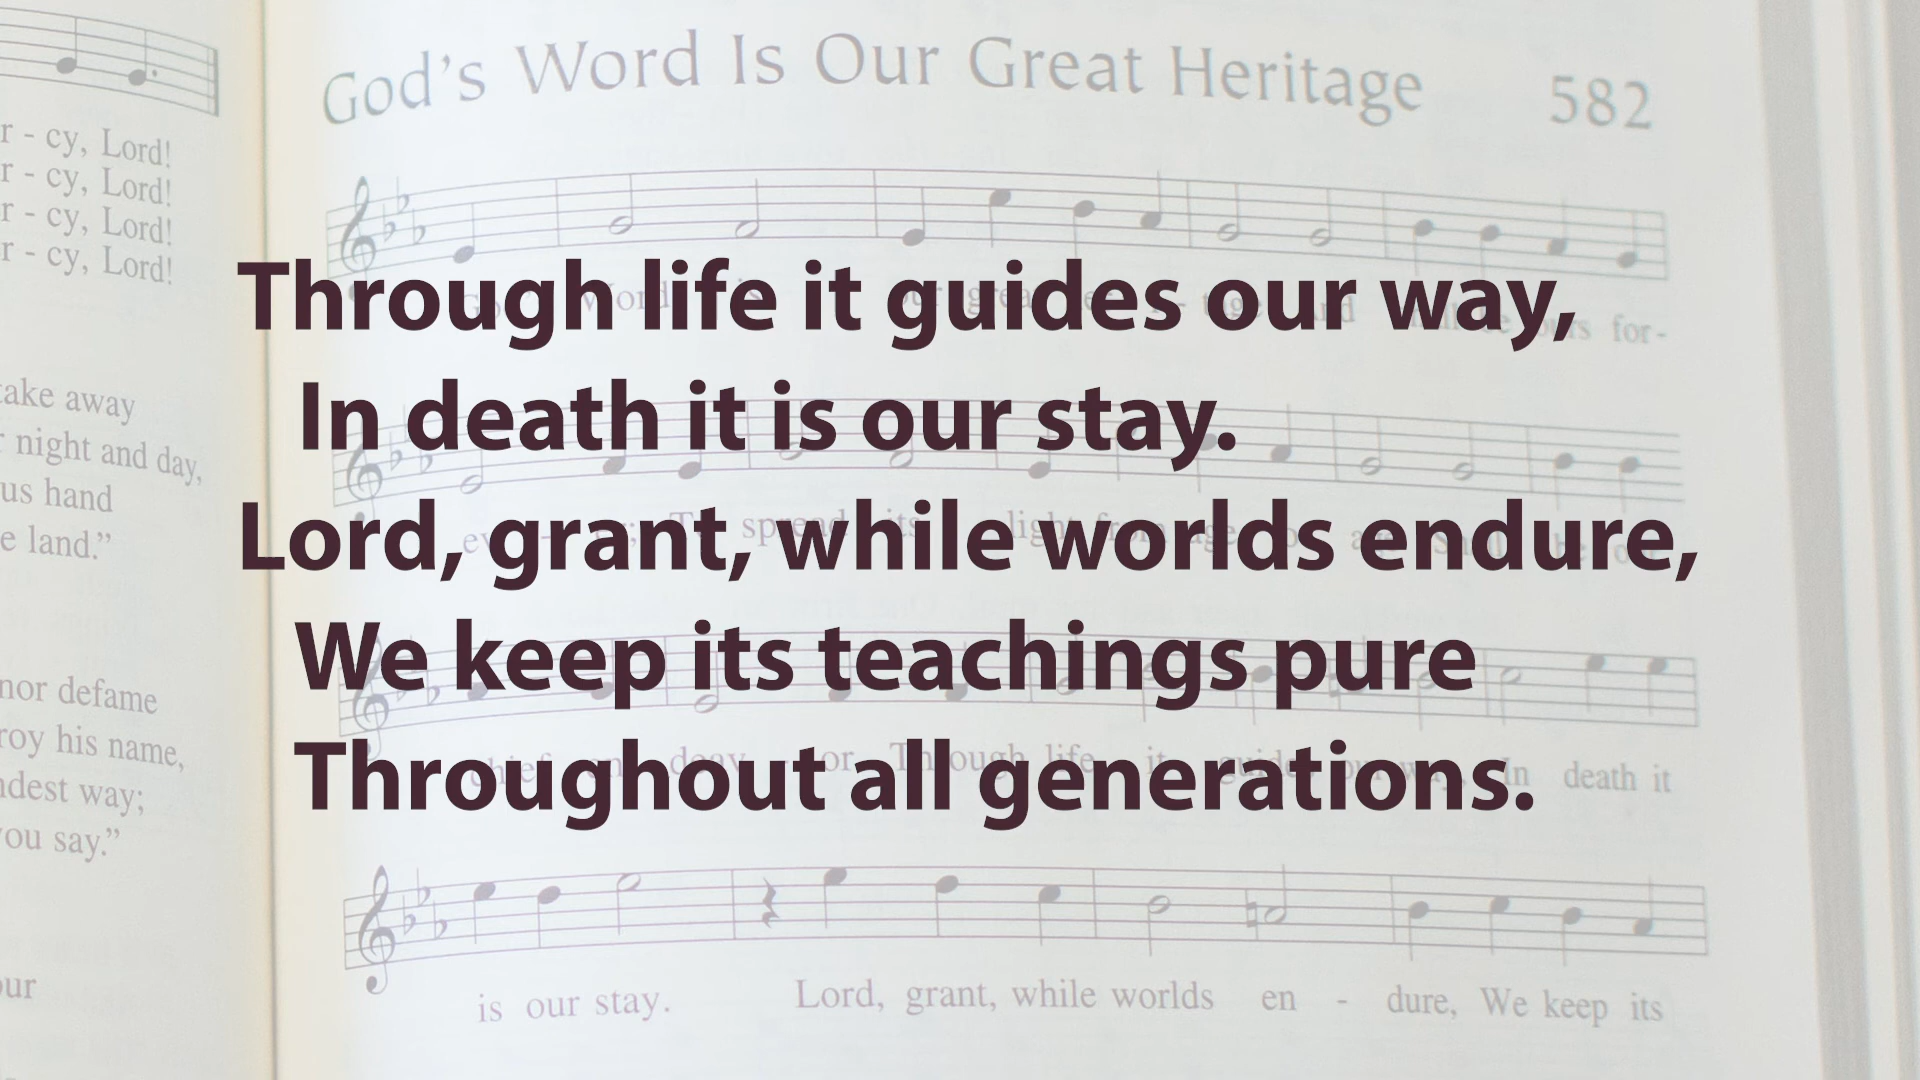 r - cy, Lord!
r - cy, Lord!
r - cy, Lord!
r - cy, Lord!
take away
night and day,
us hand
e land.”
nor defame
roy his name,
ndest way;
you say.”
our
God’s Word Is Our Great Heritage 582
for-
Through life it guides our way,
In death it is our stay.
Lord, grant, while worlds endure,
We keep its teachings pure
Throughout all generations.
death it
is our stay. Lord, grant, while worlds en - dure, We keep its